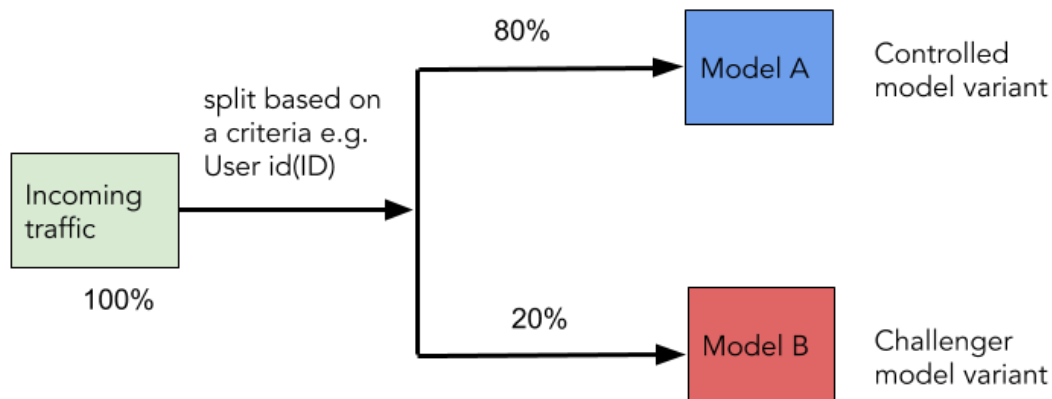 80%
Model A
Controlled
model variant
split based on
a criteria e.g.
User id(ID)
Incoming
traffic
100%
20%
Model B
Challenger
model variant